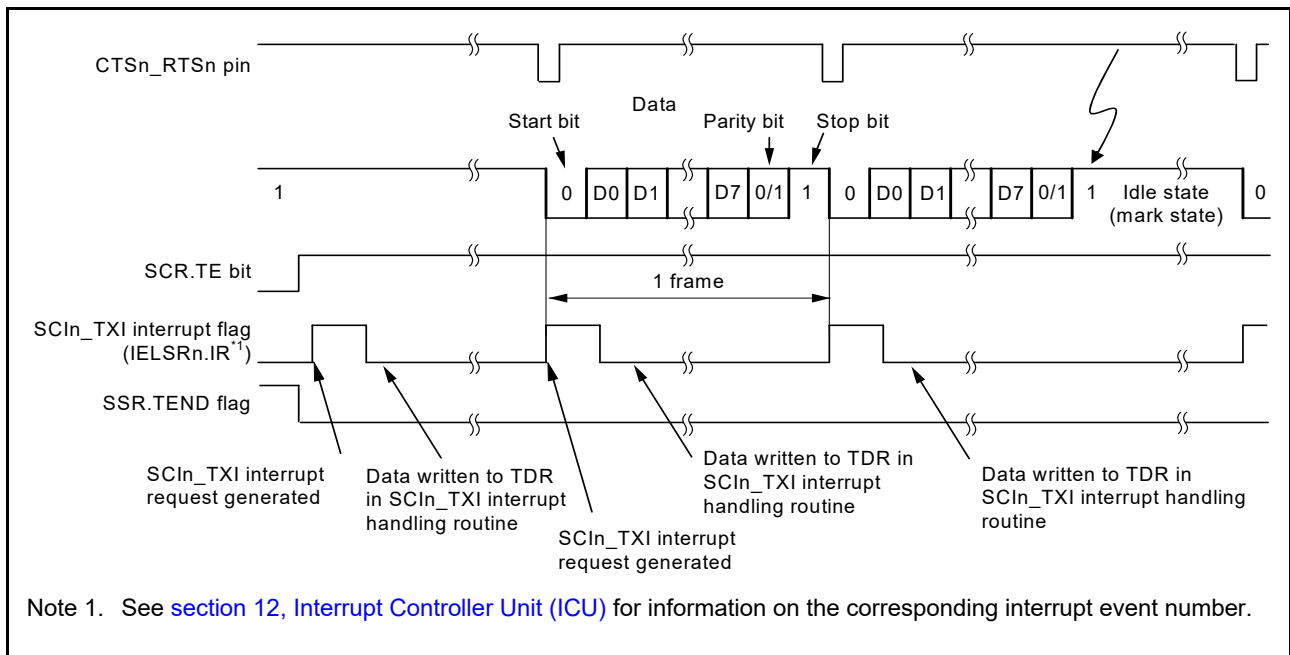 CTSn_RTSn pin
Data
Start bit
Parity bit
Stop bit
1
0
D0
D1
D7
0/1
1
0
D0
D1
D7
0/1
1
Idle state
(mark state)
0
SCR.TE bit
1 frame
SCIn_TXI interrupt flag
(IELSRn.IR*1)
SSR.TEND flag
SCIn_TXI interrupt
request generated
Data written to TDR
in SCIn_TXI interrupt
handling routine
SCIn_TXI interrupt
request generated
Data written to TDR in
SCIn_TXI interrupt
handling routine
Data written to TDR in
SCIn_TXI interrupt handling
routine
Note 1. See section 12, Interrupt Controller Unit (ICU) for information on the corresponding interrupt event number.